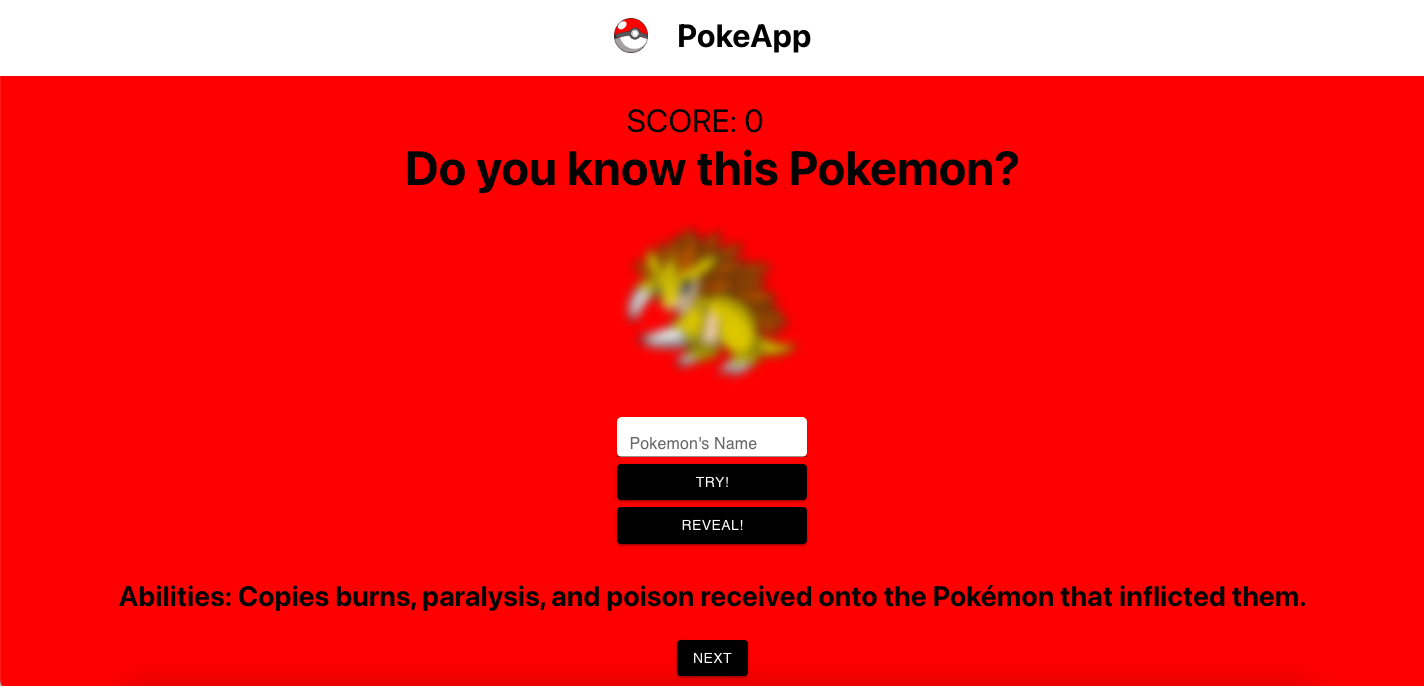 PokeApp
SCORE: 0
Do you know this Pokemon?
Pokemon's Name
TRY!
REVEAL!
Abilities: Copies burns, paralysis, and poison received onto the Pokémon that inflicted them.
NEXT